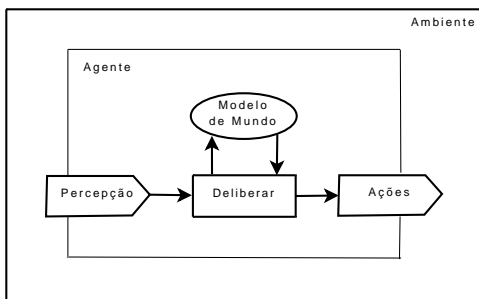 Ambiente
Agente
Modelo
de Mundo
Percepção
Deliberar
Ações